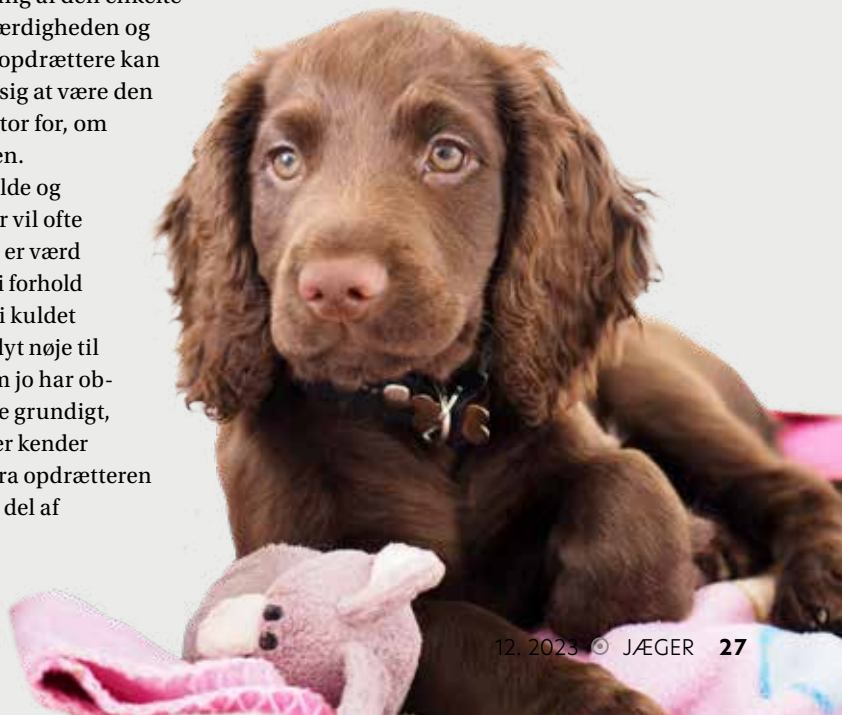 ærdigheden og
opdrættere kan
sig at være den
tor for, om
en.
lde og
r vil ofte
er værd
i forhold
i kuldet
lyt nøje til
m jo har ob-
e grundigt,
er kender
ra opdrætteren
del af
12. 2023 JÆGER 27